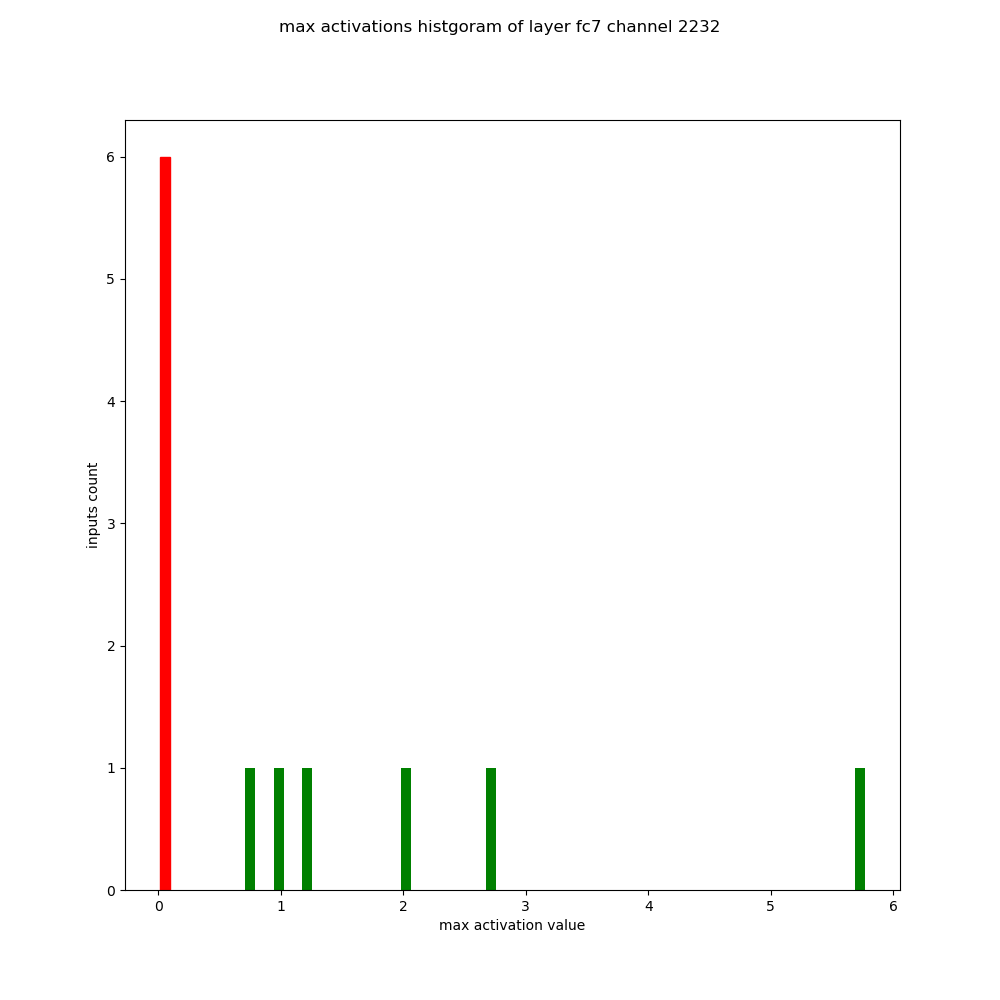 max activations histgoram of layer fc7 channel 2232
6
5
4
3
2
1
0
inputs count
0 1 2 3 4 5 6
max activation value